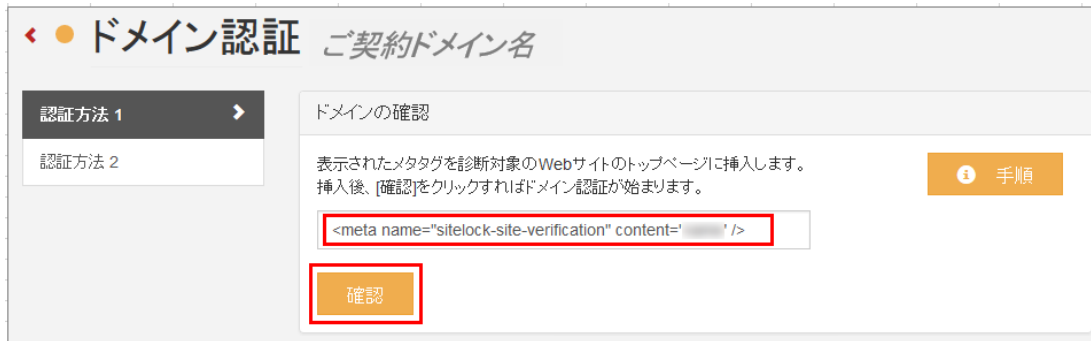 ドメイン認証 ご契約ドメイン名
認証方法 1
認証方法 2
ドメインの確認
表示されたメタタグを診断対象のWebサイトのトップページに挿入します。
挿入後、[確認]をクリックすればドメイン認証が始まります。
手順
<meta name="sitelock-site-verification" content=' ' />
確認